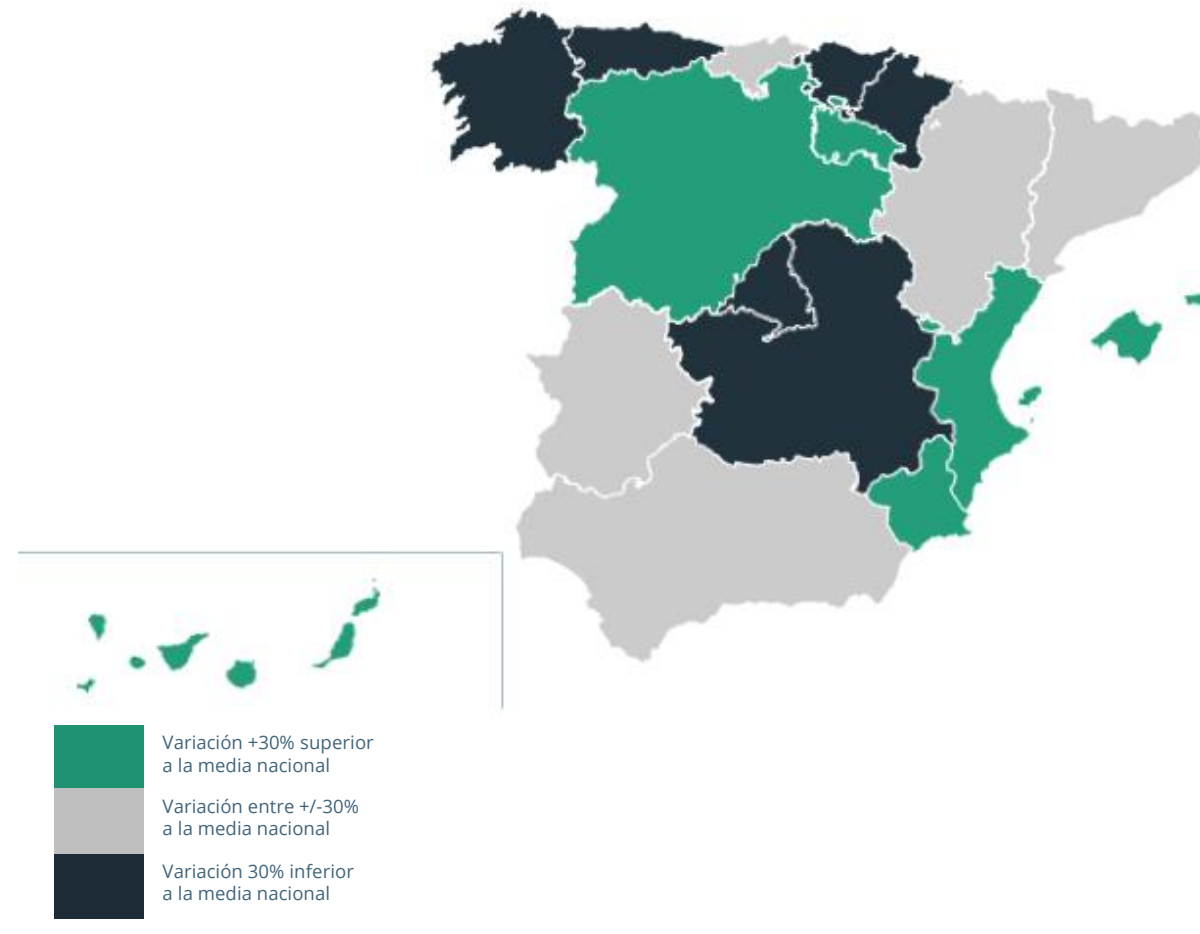 Variación +30% superior
a la media nacional
Variación entre +/-30%
a la media nacional
Variación 30% inferior
a la media nacional